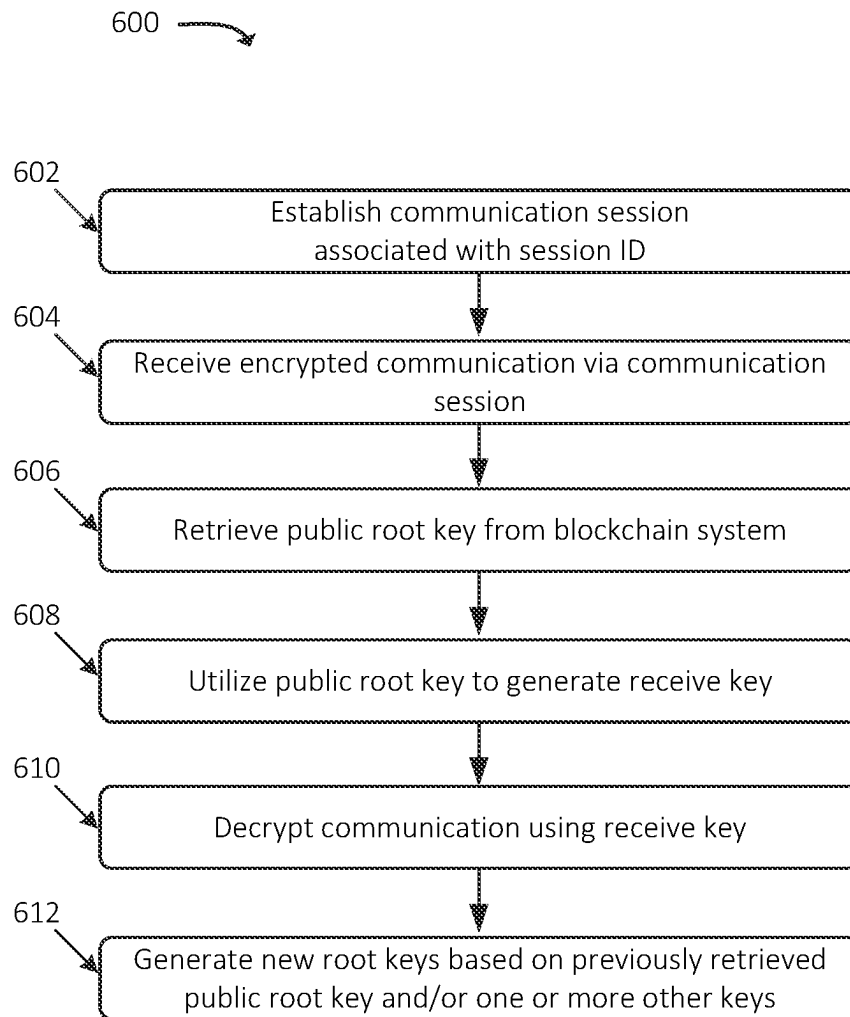 600
602
Establish communication session
associated with session ID
604
Receive encrypted communication via communication
session
606
Retrieve public root key from blockchain system
608
Utilize public root key to generate receive key
610
Decrypt communication using receive key
612
Generate new root keys based on previously retrieved
public root key and/or one or more other keys